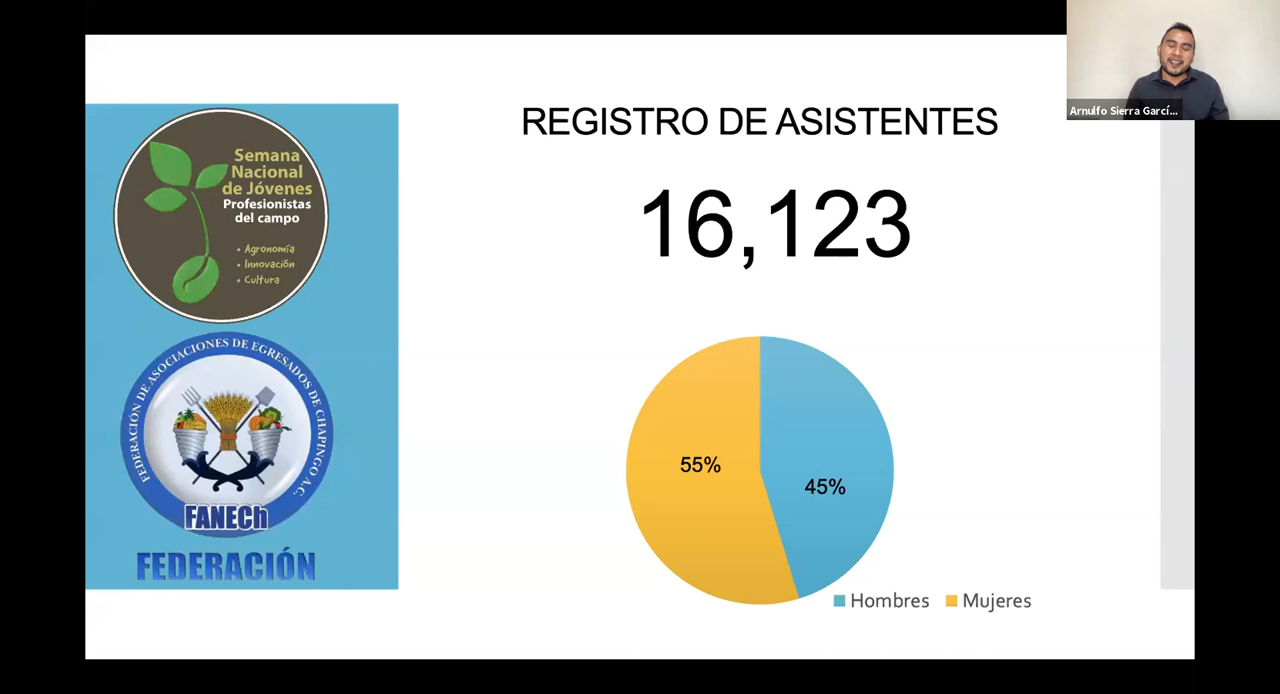 Arnulfo Sierra Garcí...
REGISTRO DE ASISTENTES
16,123
Semana
Nacional
de Jóvenes
Profesionistas
del campo
• Agronomía
• Innovación
• Cultura
FEDERACIÓN DE ASOCIACIONES DE EGRESADOS DE CHAPINGO A.C.
FANECh
FEDERACIÓN
55%
45%
Hombres Mujeres